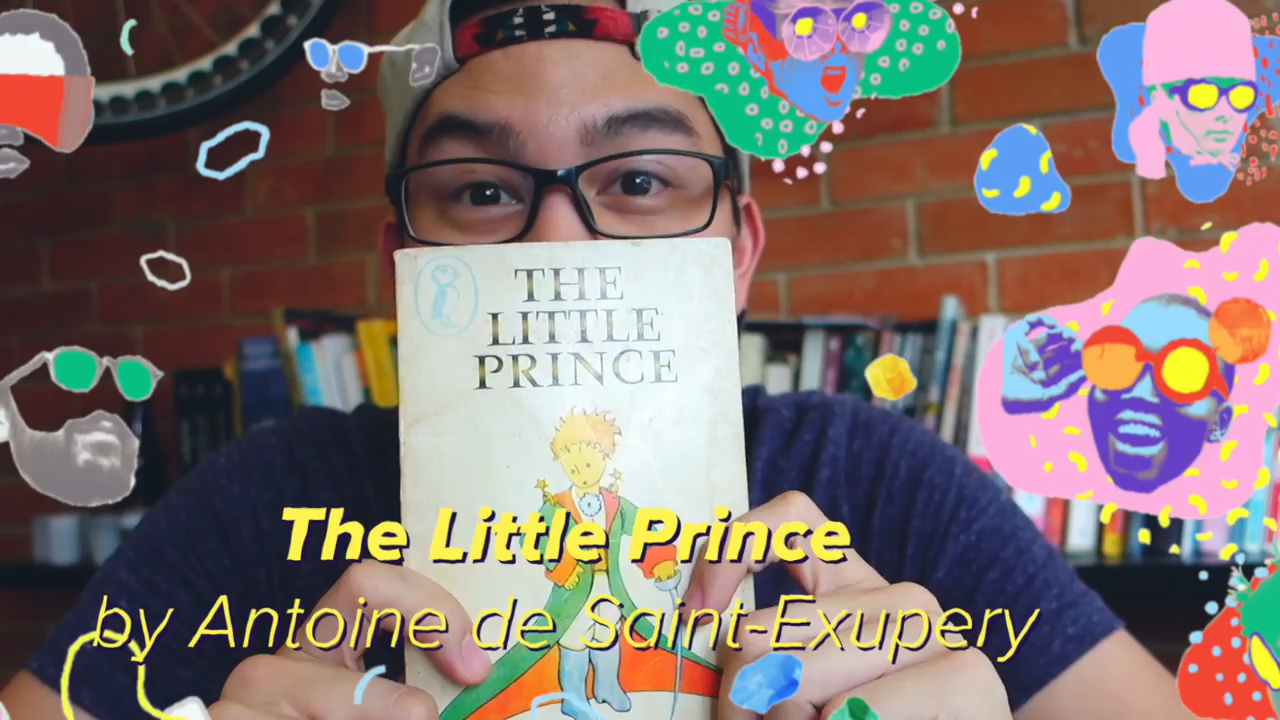 THE
LITTLE
PRINCE
The Little Prince
by Antoine de Saint-Exupery